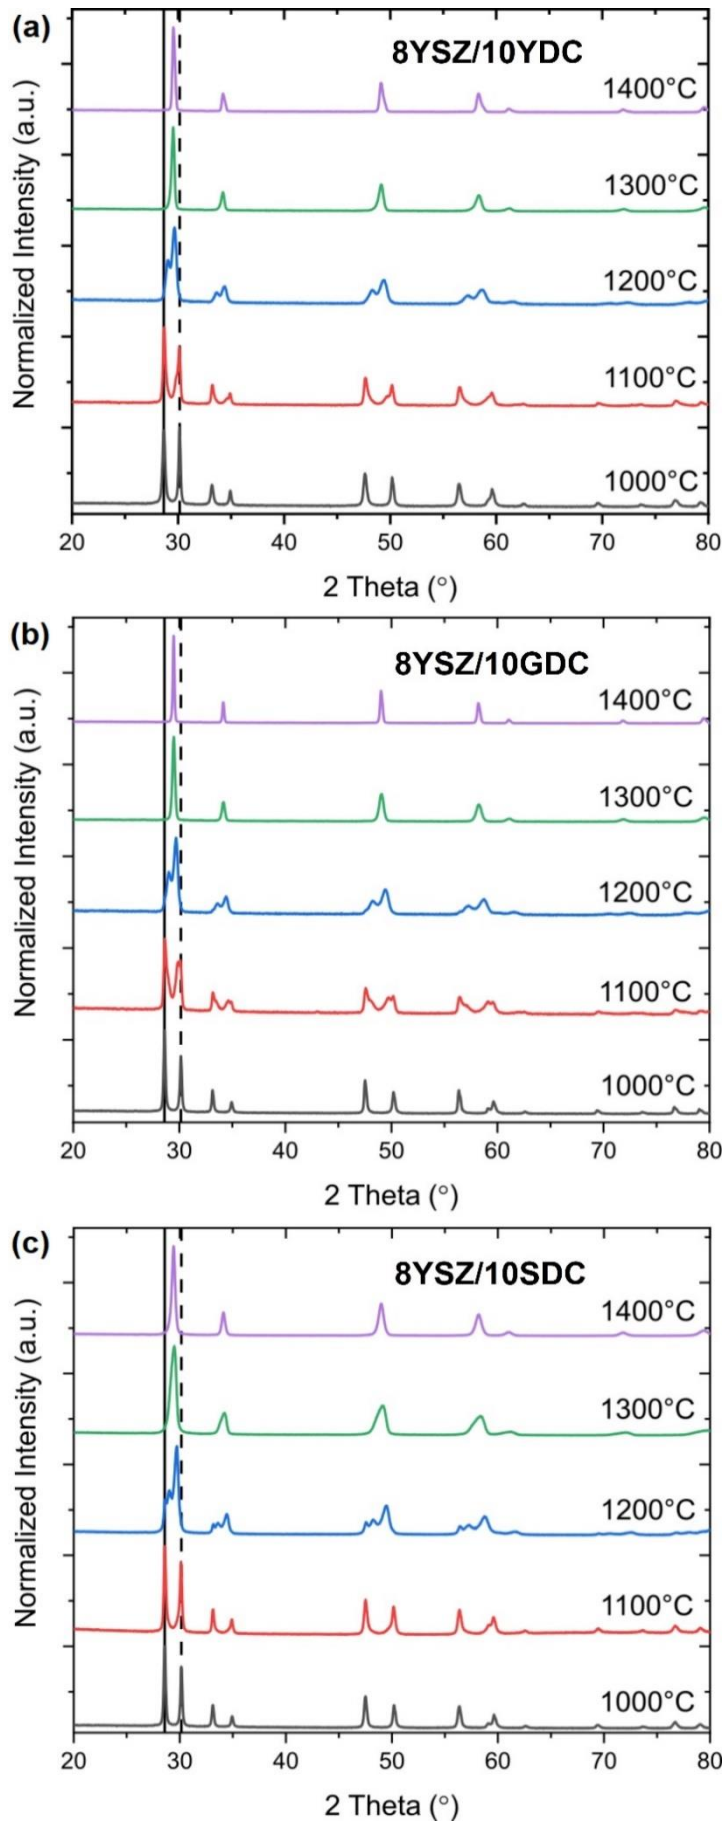 (a)
8YSZ/10YDC
1400°C
1300°C
1200°C
1100°C
1000°C
Normalized Intensity (a.u.)
20 30 40 50 60 70 80
2 Theta (°)
(b)
8YSZ/10GDC
1400°C
1300°C
1200°C
1100°C
1000°C
Normalized Intensity (a.u.)
20 30 40 50 60 70 80
2 Theta (°)
(c)
8YSZ/10SDC
1400°C
1300°C
1200°C
1100°C
1000°C
Normalized Intensity (a.u.)
20 30 40 50 60 70 80
2 Theta (°)